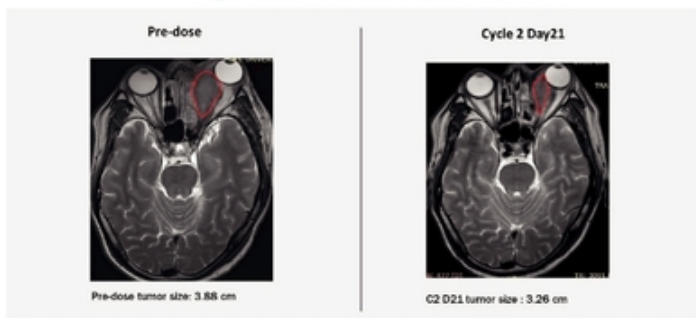 Pre-dose
Cycle 2 Day21
Pre-dose tumor size: 3.88 cm
C2 D21 tumor size : 3.26 cm